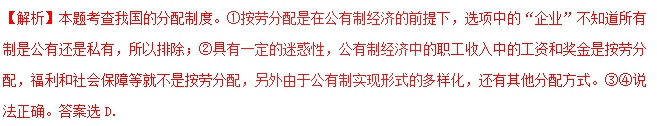 【解析】本题考查我国的分配制度。①按劳分配是在公有制经济的前提下，选项中的“企业”不知道所有
制是公有还是私有，所以排除；②具有一定的迷惑性，公有制经济中的职工收入中的工资和奖金是按劳分
配，福利和社会保障等就不是按劳分配，另外由于公有制实现形式的多样化，还有其他分配方式。③④说
法正确。答案选 D.